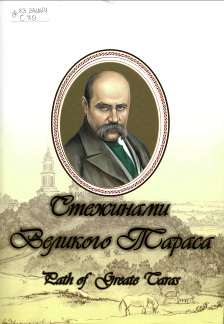 Стежинами
Великого Тараса
Path of Greate Taras